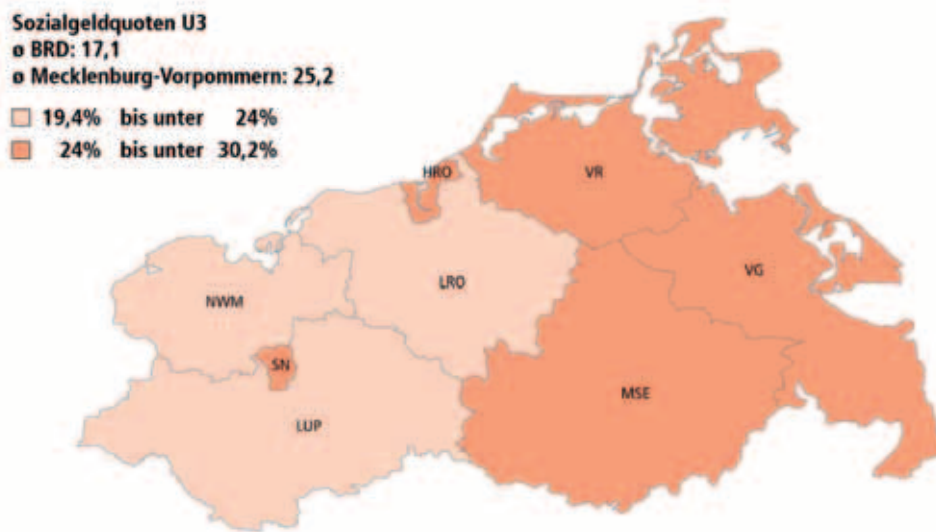 Sozialgeldquoten U3
ø BRD: 17,1
ø Mecklenburg-Vorpommern: 25,2
19,4% bis unter 24%
24% bis unter 30,2%
HRO
VR
VG
LRO
NWM
SN
MSE
LUP